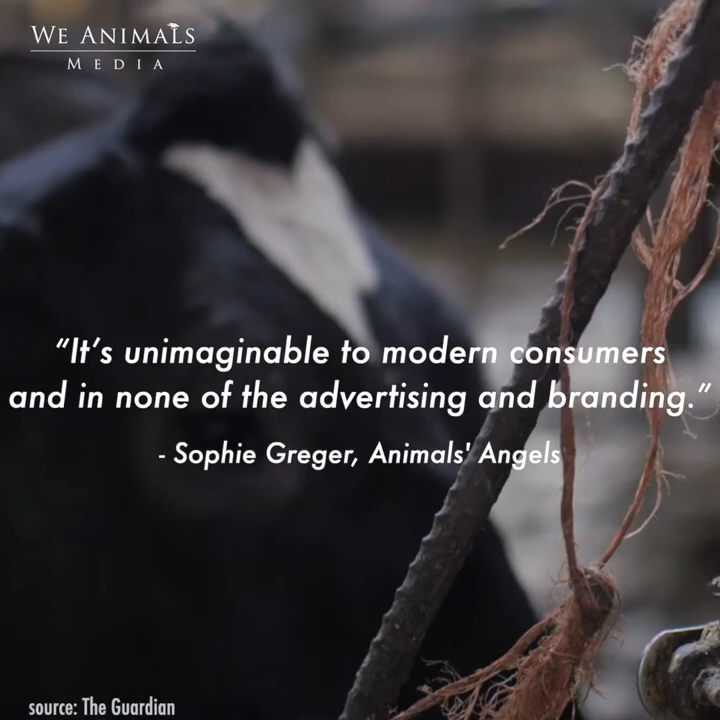 WE ANIMALS
MEDIA
“It’s unimaginable to modern consumers
and in none of the advertising and branding.”
- Sophie Greger, Animals' Angels
source: The Guardian